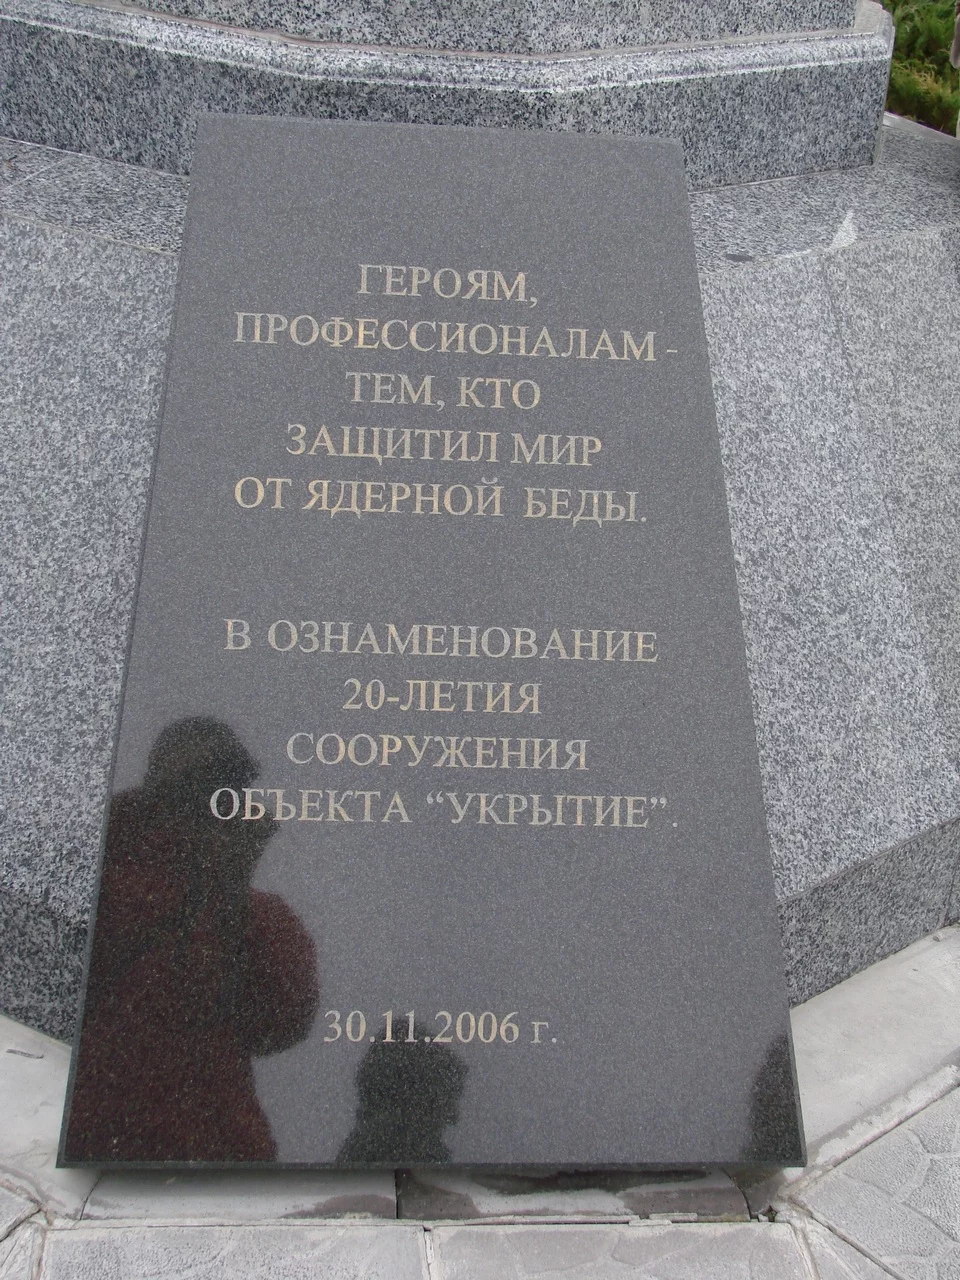 ГЕРОЯМ,
ПРОФЕССИОНАЛАМ -
ТЕМ, КТО
ЗАЩИТИЛ МИР
ОТ ЯДЕРНОЙ БЕДЫ.
В ОЗНАМЕНОВАНИЕ
20-ЛЕТИЯ
СООРУЖЕНИЯ
ОБЪЕКТА “УКРЫТИЕ”.
30.11.2006 г.